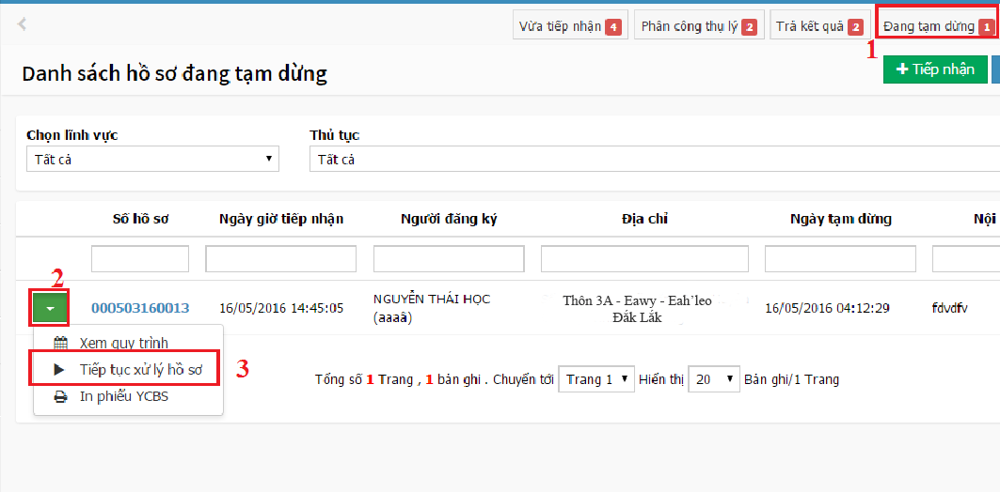 Vừa tiếp nhận 4 Phân công thụ lý 2 Trả kết quả 2 Đang tạm dừng 1
1
Danh sách hồ sơ đang tạm dừng
+ Tiếp nhận
Chọn lĩnh vực Thủ tục
Tất cả Tất cả
Số hồ sơ Ngày giờ tiếp nhận Người đăng ký Địa chỉ Ngày tạm dừng Nội
2
000503160013 16/05/2016 14:45:05 NGUYỄN THÁI HỌC (aaaâ) Thôn 3A - Eawy - Eah’leo Đắk Lắk 16/05/2016 04:12:29 fdvdfv
Xem quy trình
Tiếp tục xử lý hồ sơ 3
In phiếu YCBS
Tổng số 1 Trang , 1 bản ghi . Chuyển tới Trang 1 Hiển thị 20 Bản ghi/1 Trang